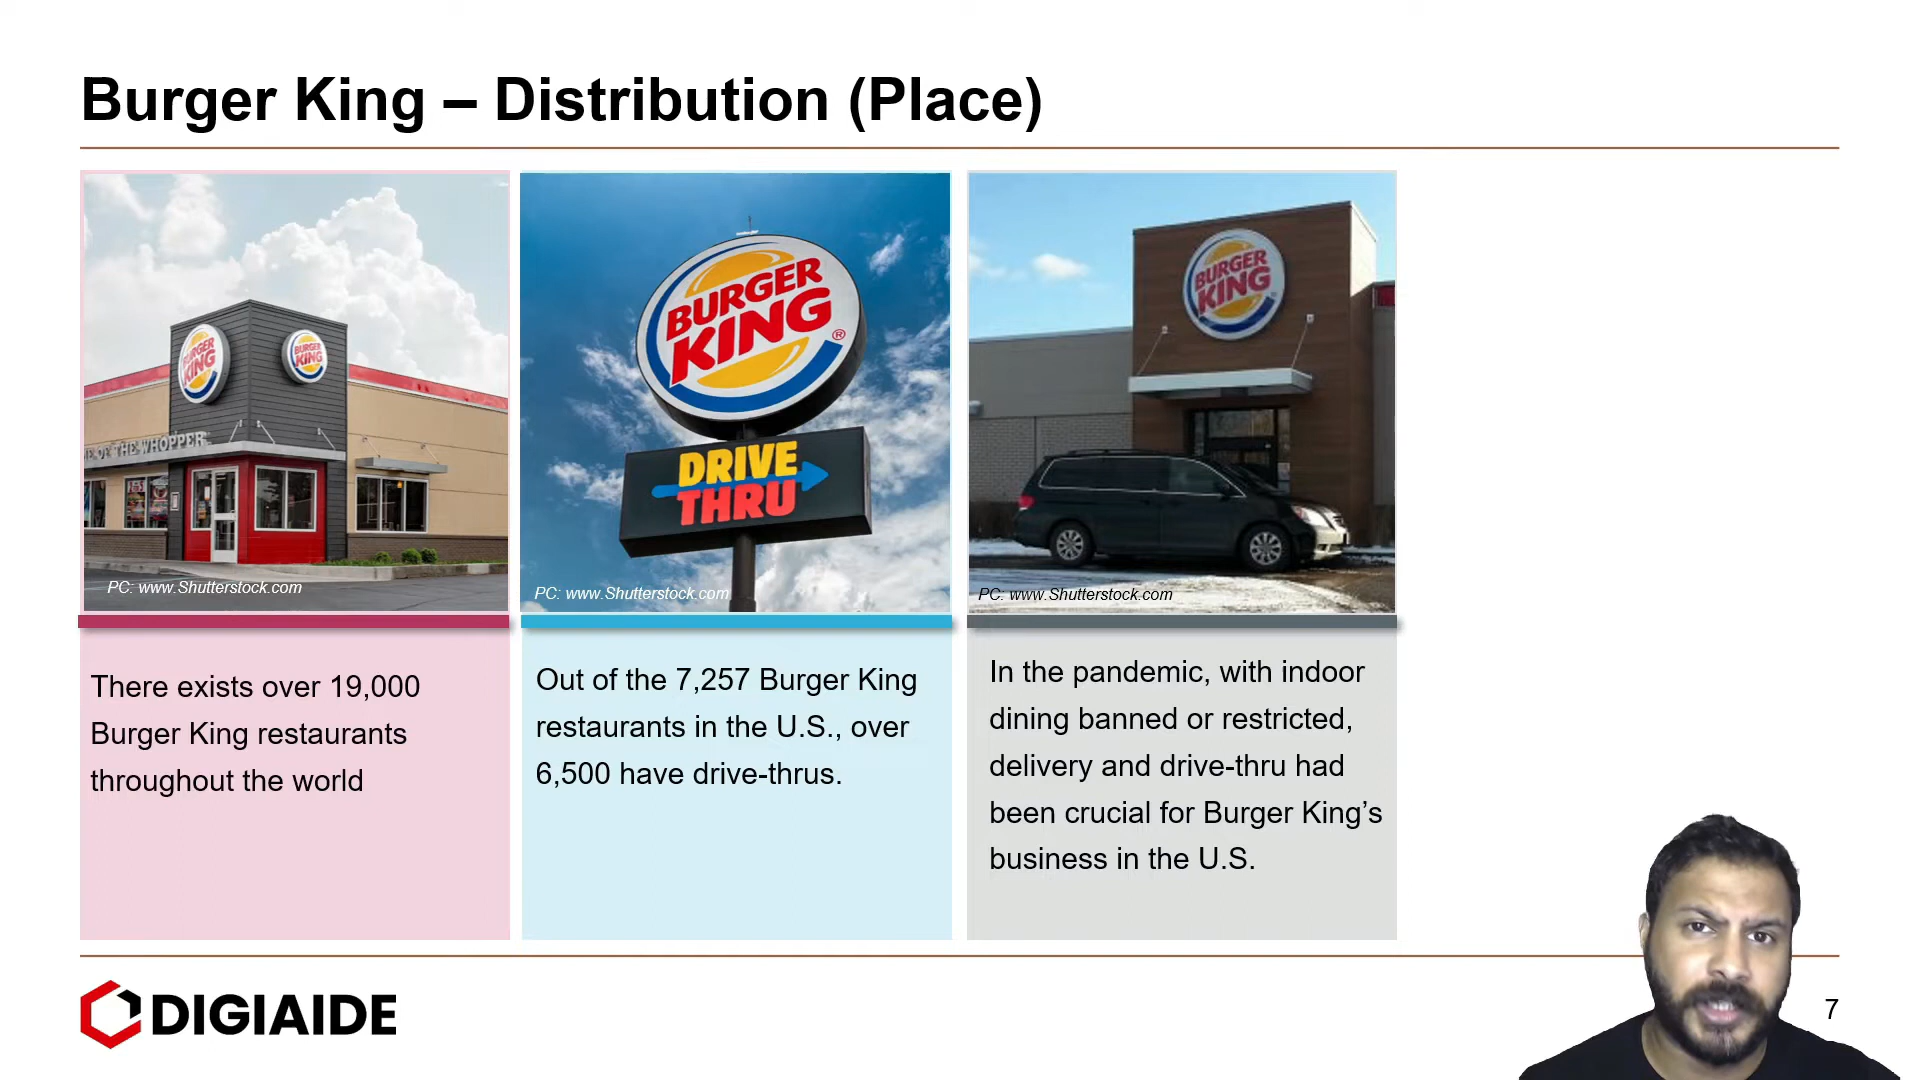 Burger King – Distribution (Place)
BURGER
KING
BURGER
KING
ME OF THE WHOPPER
PC: www.Shutterstock.com
BURGER
KING
®
DRIVE
THRU
PC: www.Shutterstock.com
BURGER
KING
PC: www.Shutterstock.com
There exists over 19,000
Burger King restaurants
throughout the world
Out of the 7,257 Burger King
restaurants in the U.S., over
6,500 have drive-thrus.
In the pandemic, with indoor
dining banned or restricted,
delivery and drive-thru had
been crucial for Burger King’s
business in the U.S.
DIGIAIDE
7